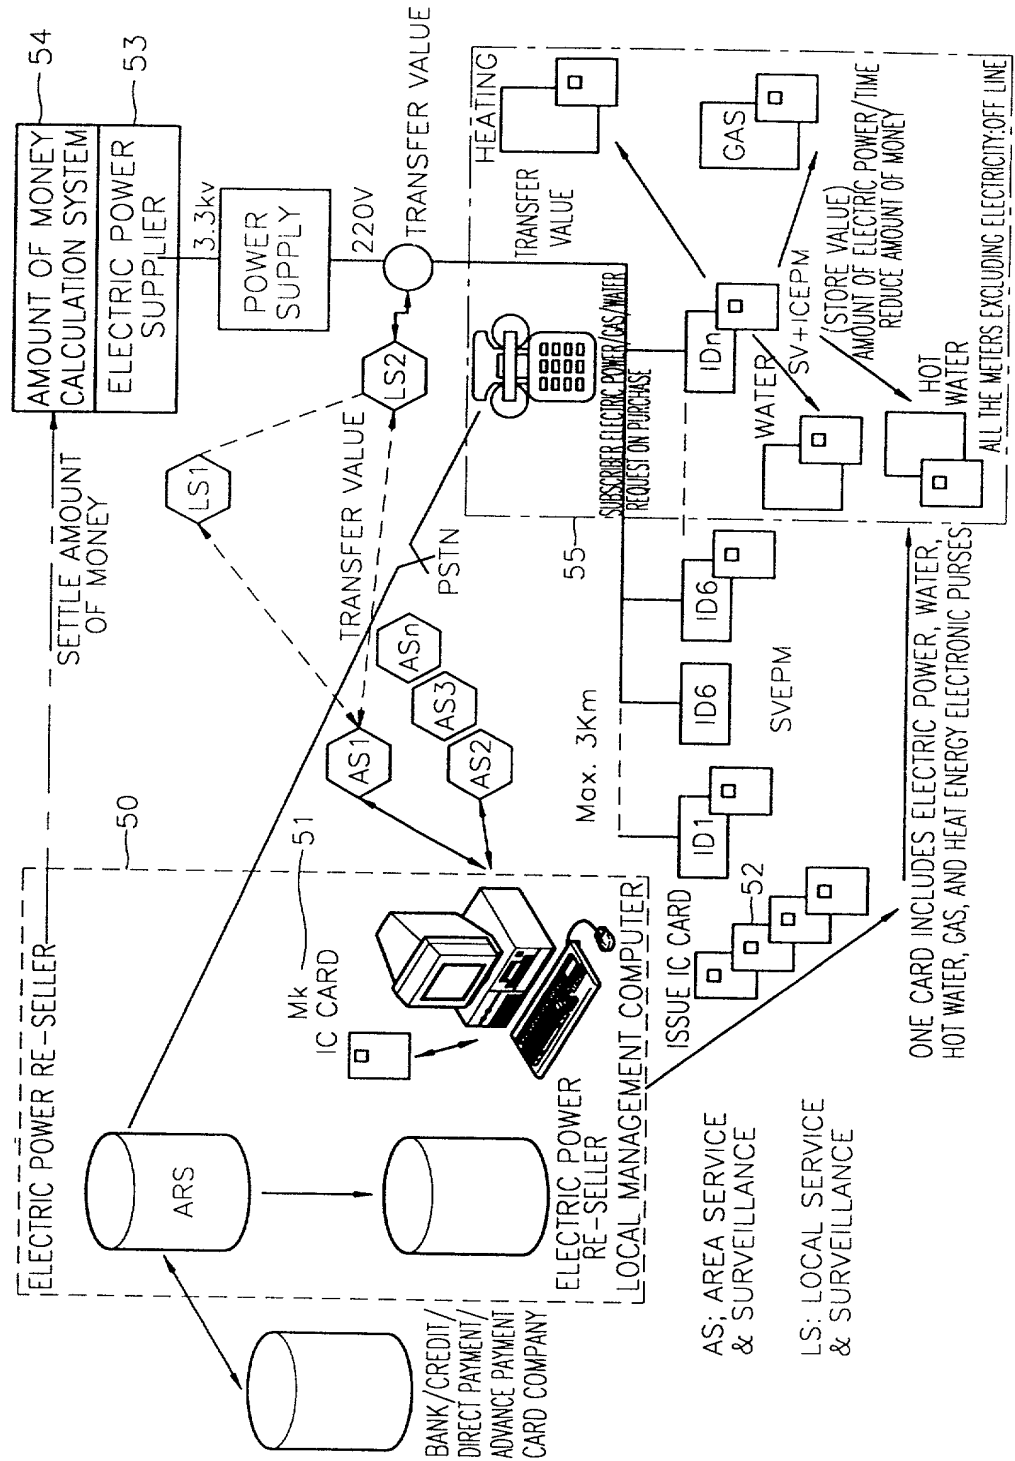 AMOUNT OF MONEY
CALCULATION SYSTEM
54
ELECTRIC POWER
SUPPLIER
53
SETTLE AMOUNT
OF MONEY
3.3kv
POWER
SUPPLY
220V
TRANSFER VALUE
LS1
LS2
TRANSFER VALUE
PSTN
AS1
ASn
AS3
AS2
50
ELECTRIC POWER RE-SELLER
ARS
Mk
IC CARD
51
ELECTRIC POWER
RE-SELLER
LOCAL MANAGEMENT COMPUTER
BANK/CREDIT/
DIRECT PAYMENT/
ADVANCE PAYMENT
CARD COMPANY
HEATING
TRANSFER
VALUE
GAS
SUBSCRIBER ELECTRIC POWER/GAS/WATER
REQUEST ON PURCHASE
55
IDn
SV+ICEPM
(STORE VALUE)
AMOUNT OF ELECTRIC POWER/TIME
REDUCE AMOUNT OF MONEY
WATER
HOT
WATER
ALL THE METERS EXCLUDING ELECTRICITY:OFF LINE
Max. 3Km
ID1
ID6
ID6
SVEPM
ISSUE IC CARD
52
ONE CARD INCLUDES ELECTRIC POWER, WATER,
HOT WATER, GAS, AND HEAT ENERGY ELECTRONIC PURSES
AS; AREA SERVICE
& SURVEILLANCE
LS: LOCAL SERVICE
& SURVEILLANCE